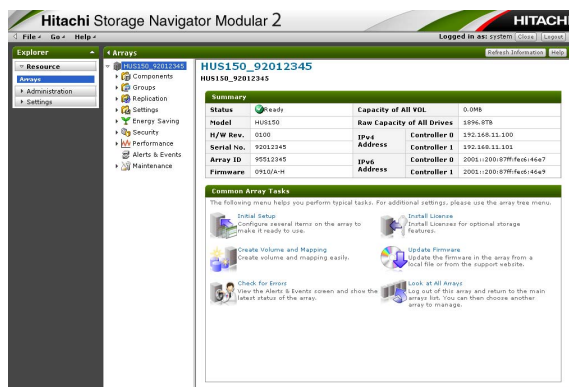 Hitachi Storage Navigator Modular 2
HITACHI
File Go Help
Logged in as: system Close Logout
Explorer
Arrays
Refresh Information Help
Resource
Arrays
Administration
Settings
HUS150_92012345
Components
Groups
Replication
Settings
Energy Saving
Security
Performance
Alerts & Events
Maintenance
HUS150_92012345
HUS150_92012345
Summary
Status Ready Capacity of All VOL 0.0MB
Model HUS150 Raw Capacity of All Drives 1896.8TB
H/W Rev. 0100 IPv4 Address Controller 0 192.168.11.100
Serial No. 92012345 Controller 1 192.168.11.101
Array ID 95512345 IPv6 Address Controller 0 2001::200:87ff:fec6:46e7
Firmware 0910/A-H Controller 1 2001::200:87ff:fec6:46e9
Common Array Tasks
The following menu helps you perform typical tasks. For additional settings, please use the array tree menu.
Initial Setup
Configure several items on the array to
make it ready to use.
Install License
Install Licenses for optional storage
features.
Create Volume and Mapping
Create volume and mapping easily.
Update Firmware
Update the firmware in the array from a
local file or from the support website.
Check for Errors
View the Alerts & Events screen and show the
latest status of the array.
Look at All Arrays
Log out of this array and return to the main
arrays list. You can then choose another
array to manage.